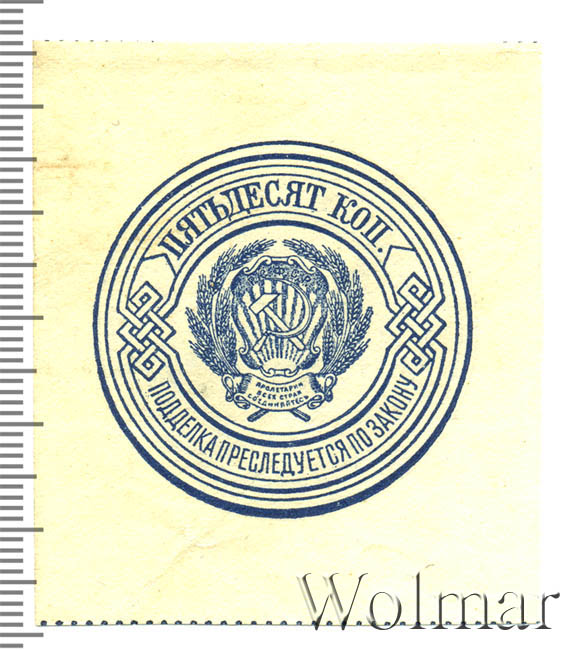 ПЯТЬДЕСЯТ КОП.
ПРОЛЕТАРИИ
ВСЕХ СТРАН
СОЕДИНЯЙТЕСЬ
ПОДДЕЛКА ПРЕСЛЕДУЕТСЯ ПО ЗАКОНУ
Wolmar